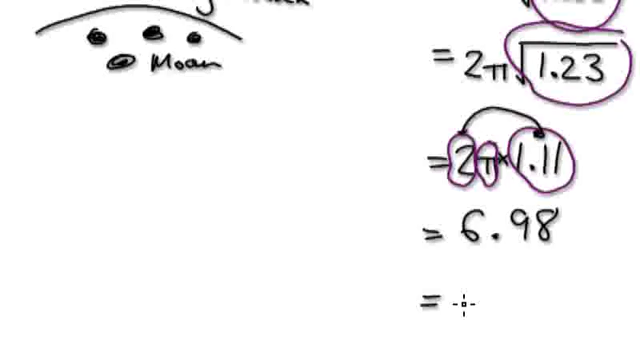 Moon
= 2π√1.23
= 2π×1.11
= 6.98
=